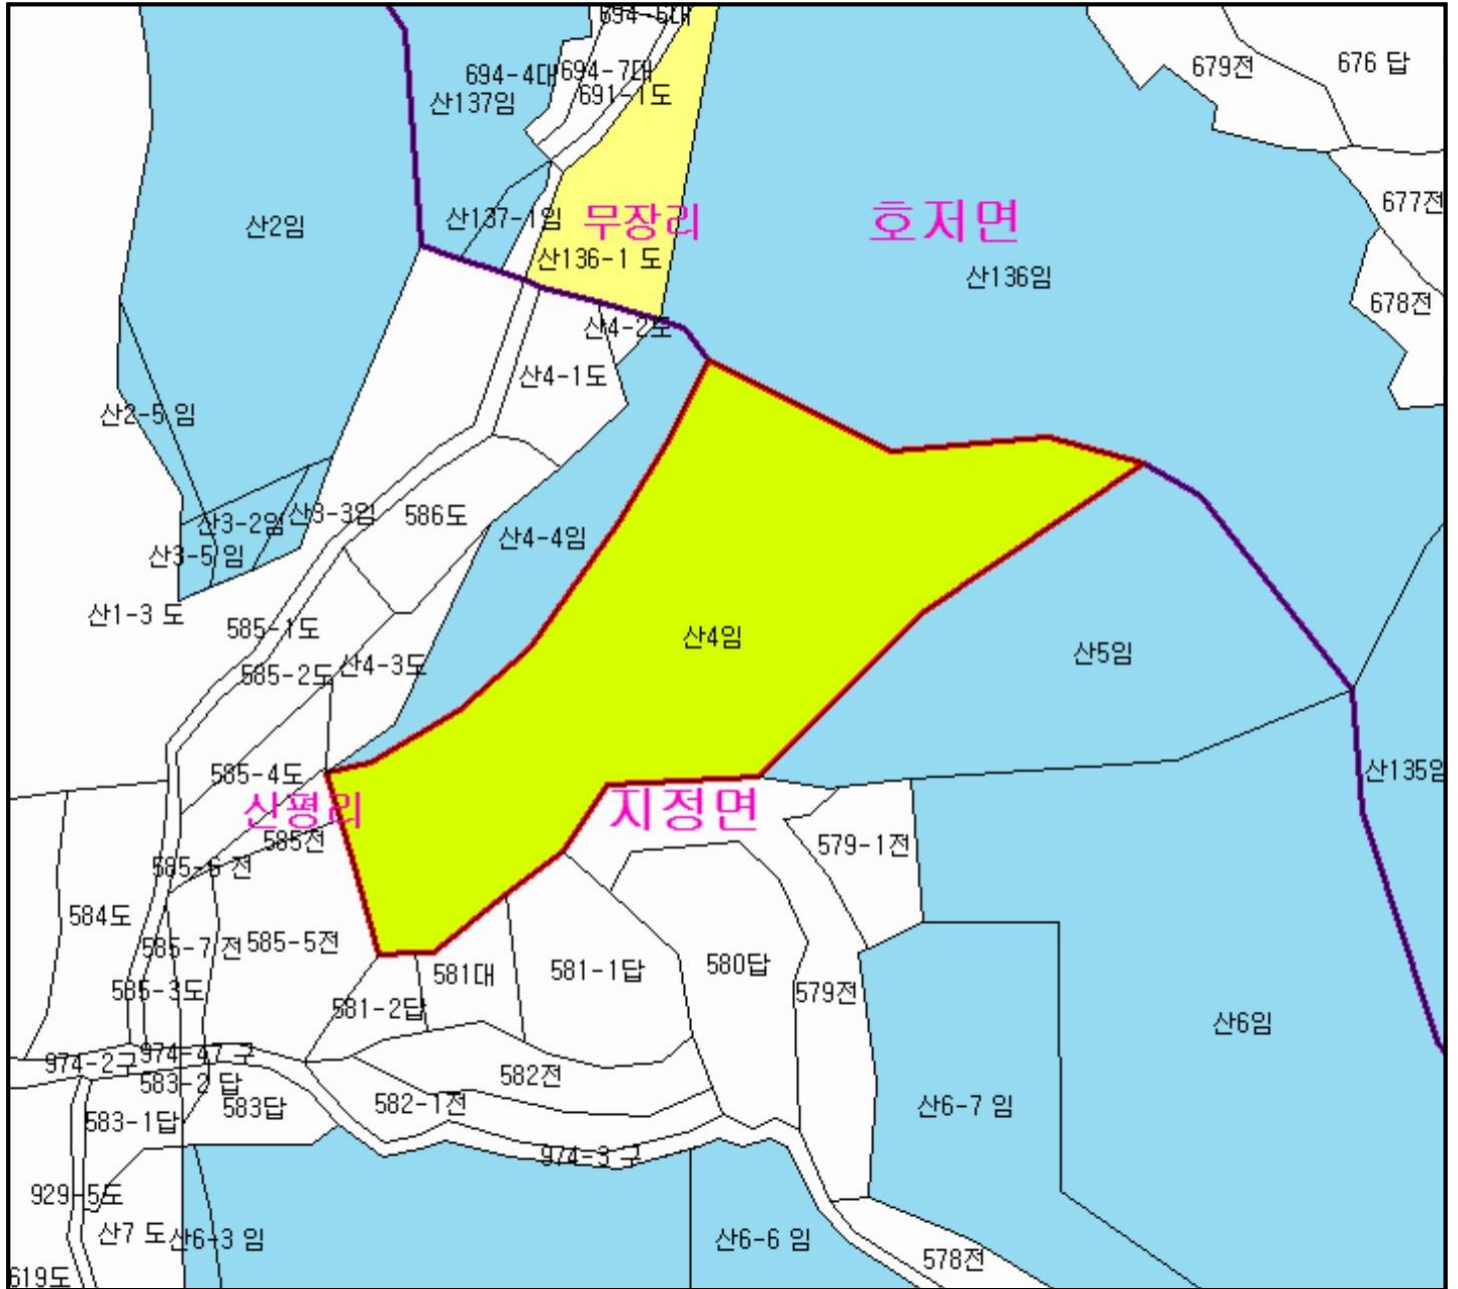 694-6대
694-4대
694-7대
679전
676 답
산137임
691-1도
677전
산2임
산137-1임
무장리
호저면
산136-1 도
산136임
678전
산4-2도
산4-1도
산2-5 임
산3-2임
산3-3임
586도
산4-4임
산3-5 임
산1-3 도
585-1도
산4임
산5임
585-2도
산4-3도
585-4도
산135임
신평리
지정면
585전
579-1전
585-6 전
584도
585-7 전
585-5전
581대
581-1답
580답
585-3도
581-2답
579전
산6임
974-2구
974-47 구
583-2 답
582전
583-1답
583답
582-1전
산6-7 임
974-3 구
929-5도
산7 도
산6-3 임
산6-6 임
578전
619도